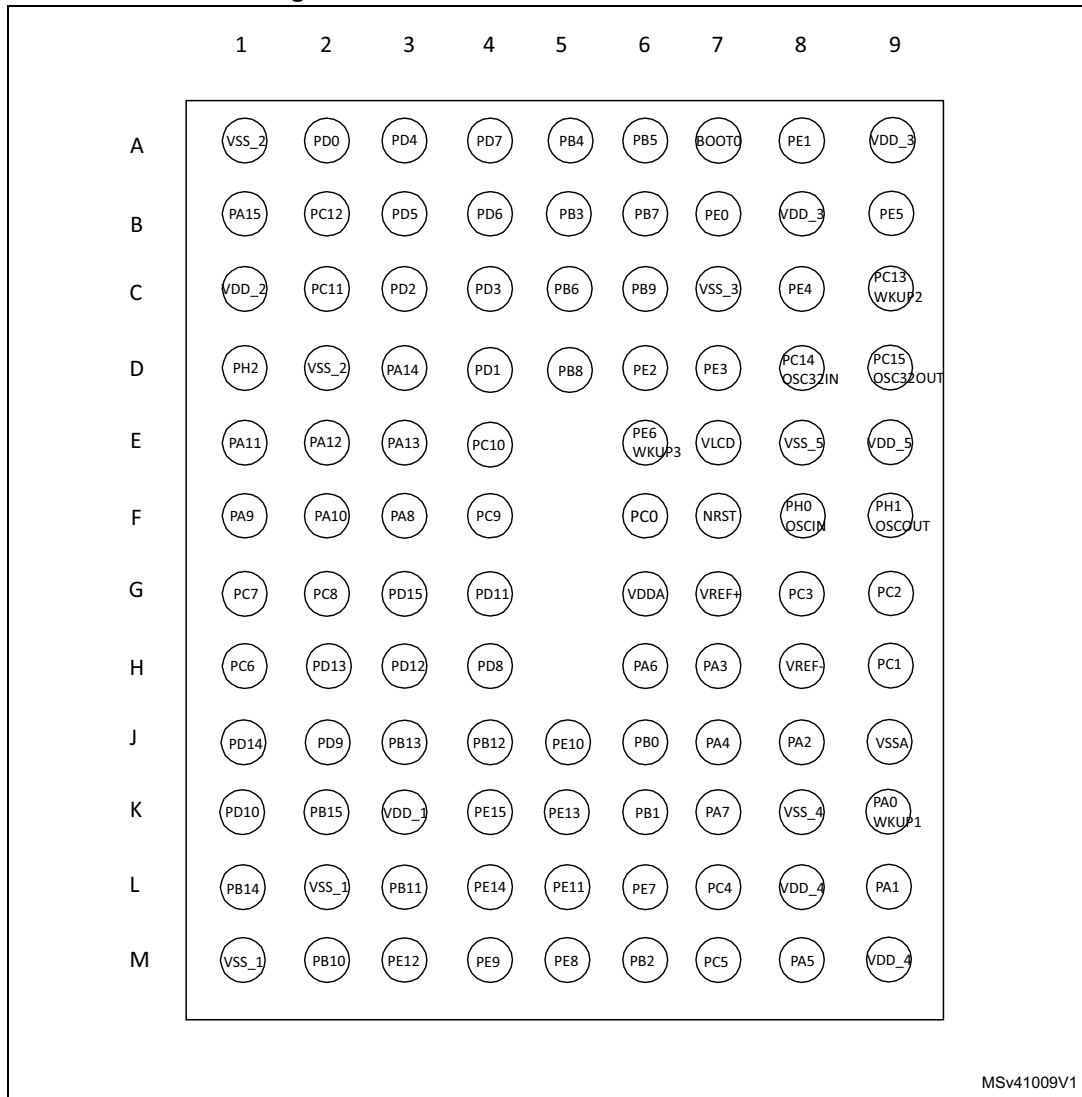 1 2 3 4 5 6 7 8 9
A VSS_2 PD0 PD4 PD7 PB4 PB5 BOOT0 PE1 VDD_3
B PA15 PC12 PD5 PD6 PB3 PB7 PE0 VDD_3 PE5
C VDD_2 PC11 PD2 PD3 PB6 PB9 VSS_3 PE4 PC13 WKUP2
D PH2 VSS_2 PA14 PD1 PB8 PE2 PE3 PC14 OSC32IN PC15 OSC32OUT
E PA11 PA12 PA13 PC10 PE6 WKUP3 VLCD VSS_5 VDD_5
F PA9 PA10 PA8 PC9 PC0 NRST PH0 OSCIN PH1 OSCOUT
G PC7 PC8 PD15 PD11 VDDA VREF+ PC3 PC2
H PC6 PD13 PD12 PD8 PA6 PA3 VREF- PC1
J PD14 PD9 PB13 PB12 PE10 PB0 PA4 PA2 VSSA
K PD10 PB15 VDD_1 PE15 PE13 PB1 PA7 VSS_4 PA0 WKUP1
L PB14 VSS_1 PB11 PE14 PE11 PE7 PC4 VDD_4 PA1
M VSS_1 PB10 PE12 PE9 PE8 PB2 PC5 PA5 VDD_4
MSv41009V1